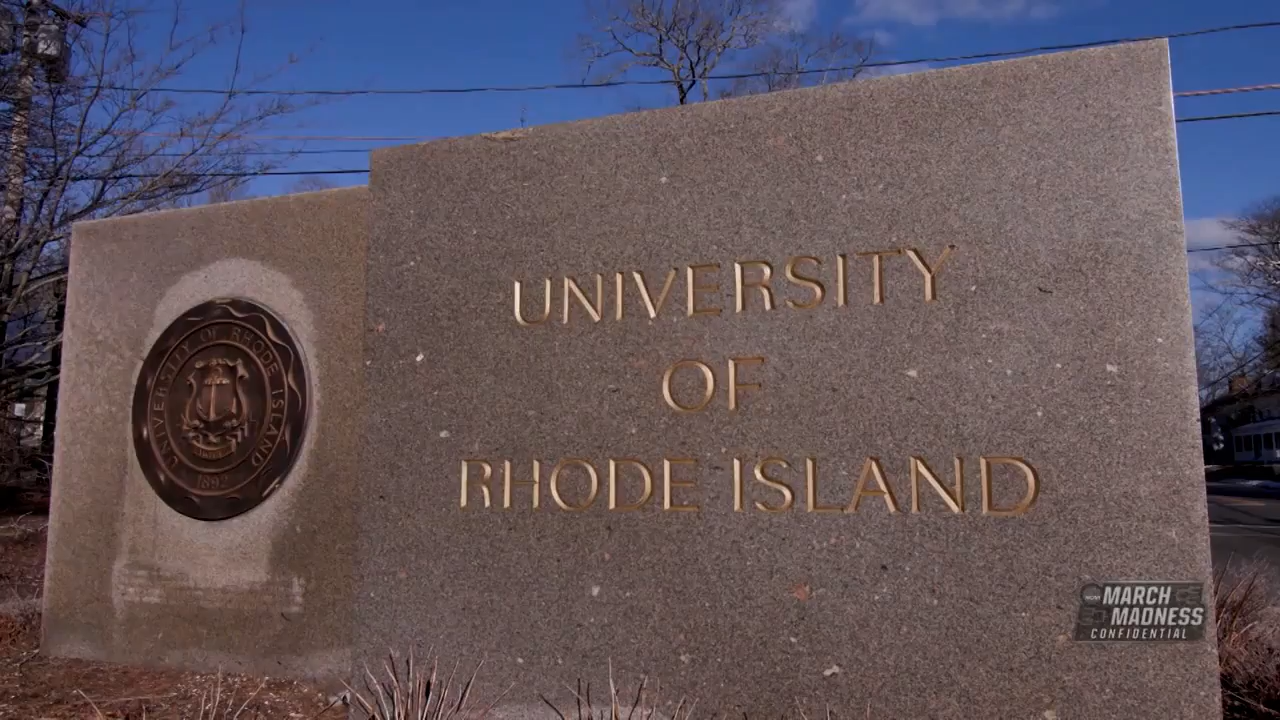 UNIVERSITY OF RHODE ISLAND
1892
UNIVERSITY
OF
RHODE ISLAND
MARCH
MADNESS
CONFIDENTIAL